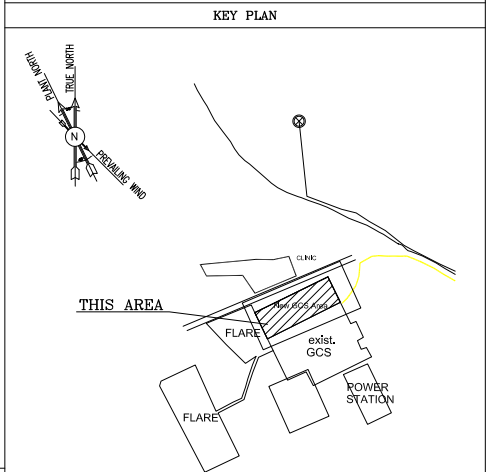 KEY PLAN
PLANT NORTH
TRUE NORTH
N
PREVAILING WIND
CLINIC
THIS AREA
New GCS Area
FLARE
exist.
GCS
POWER
STATION
FLARE